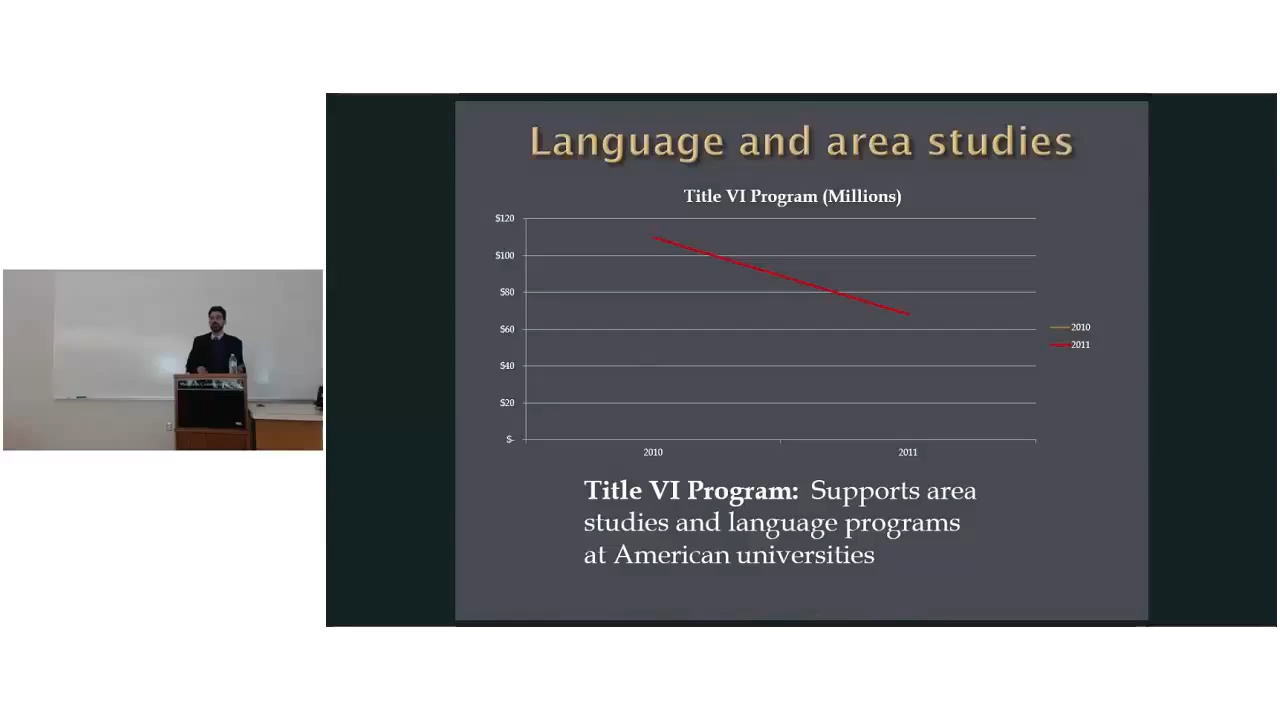 Language and area studies
Title VI Program (Millions)
$120
$100
$80
$60
$40
$20
$-
2010
2011
2010
2011
Title VI Program: Supports area
studies and language programs
at American universities